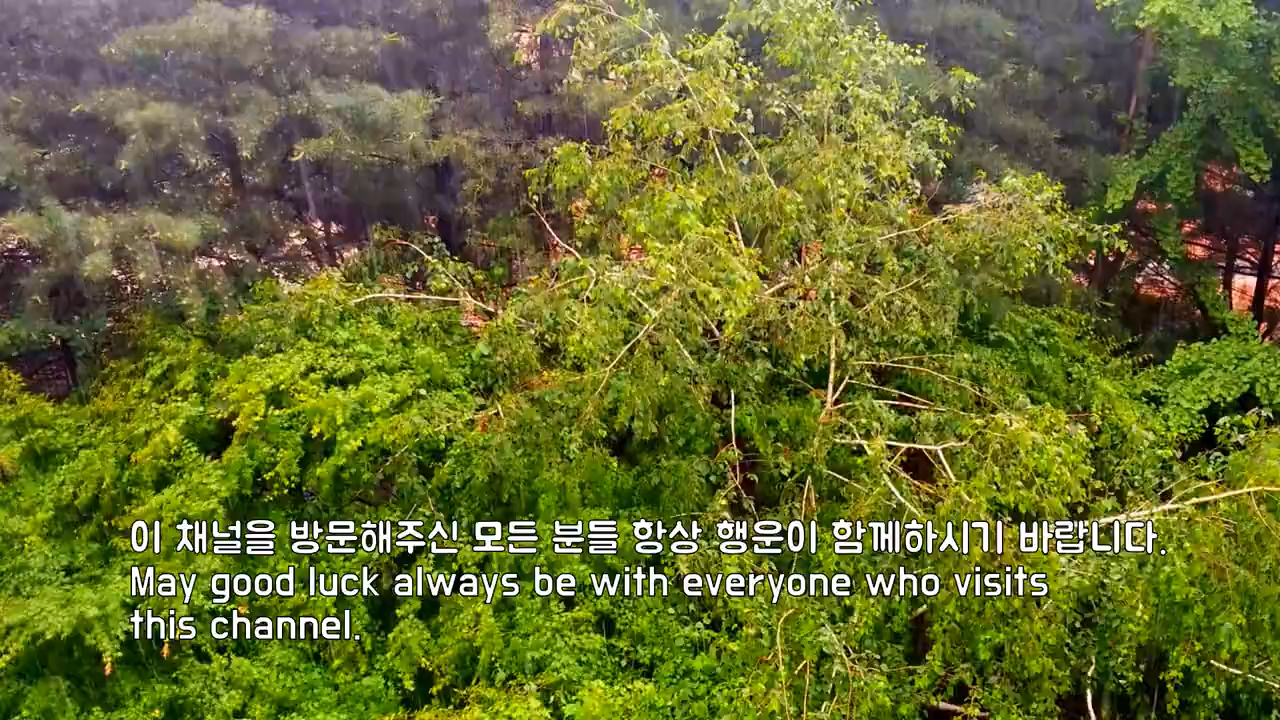 이 채널을 방문해주신 모든 분들 항상 행운이 함께하시기 바랍니다.
May good luck always be with everyone who visits
this channel.